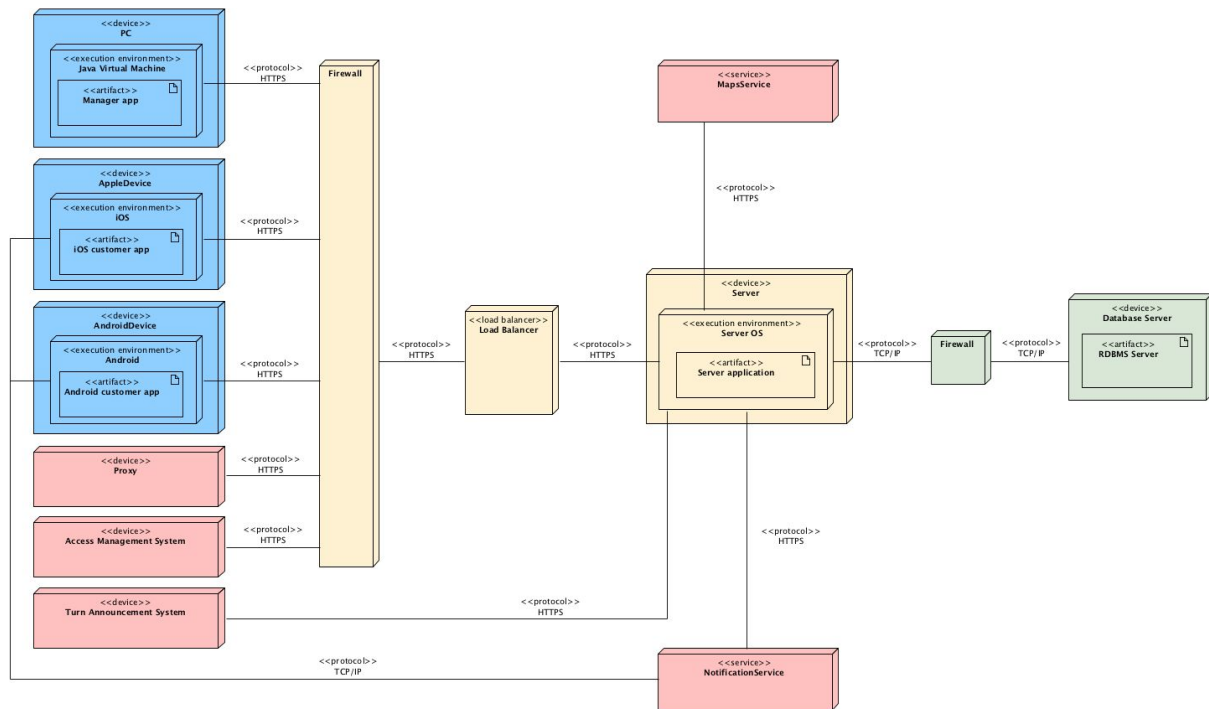 <<device>>
PC
<<execution environment>>
Java Virtual Machine
<<artifact>>
Manager app
<<protocol>>
HTTPS
Firewall
<<service>>
MapsService
<<device>>
AppleDevice
<<execution environment>>
iOS
<<artifact>>
iOS customer app
<<protocol>>
HTTPS
<<protocol>>
HTTPS
<<device>>
AndroidDevice
<<execution environment>>
Android
<<artifact>>
Android customer app
<<protocol>>
HTTPS
<<protocol>>
HTTPS
<<load balancer>>
Load Balancer
<<protocol>>
HTTPS
<<device>>
Server
<<execution environment>>
Server OS
<<artifact>>
Server application
<<protocol>>
TCP/IP
Firewall
<<protocol>>
TCP/IP
<<device>>
Database Server
<<artifact>>
RDBMS Server
<<device>>
Proxy
<<protocol>>
HTTPS
<<device>>
Access Management System
<<protocol>>
HTTPS
<<protocol>>
HTTPS
<<device>>
Turn Announcement System
<<protocol>>
HTTPS
<<protocol>>
TCP/IP
<<service>>
NotificationService